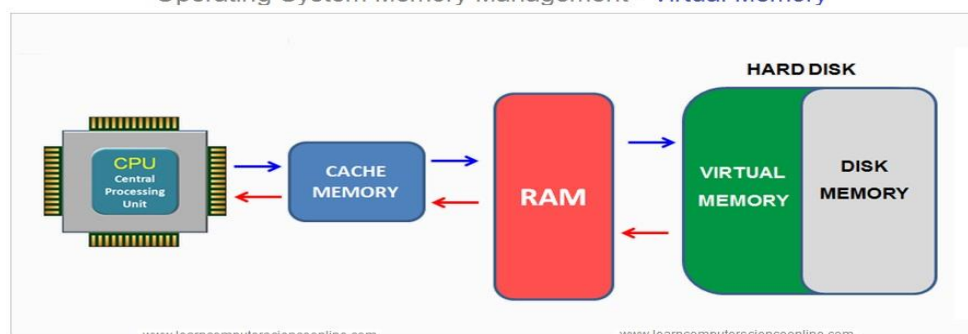 Operating System Memory Management - Virtual Memory
HARD DISK
CPU
Central
Processing
Unit
CACHE
MEMORY
RAM
VIRTUAL
MEMORY
DISK
MEMORY
www.learncomputerscienceonline.com
www.learncomputerscienceonline.com